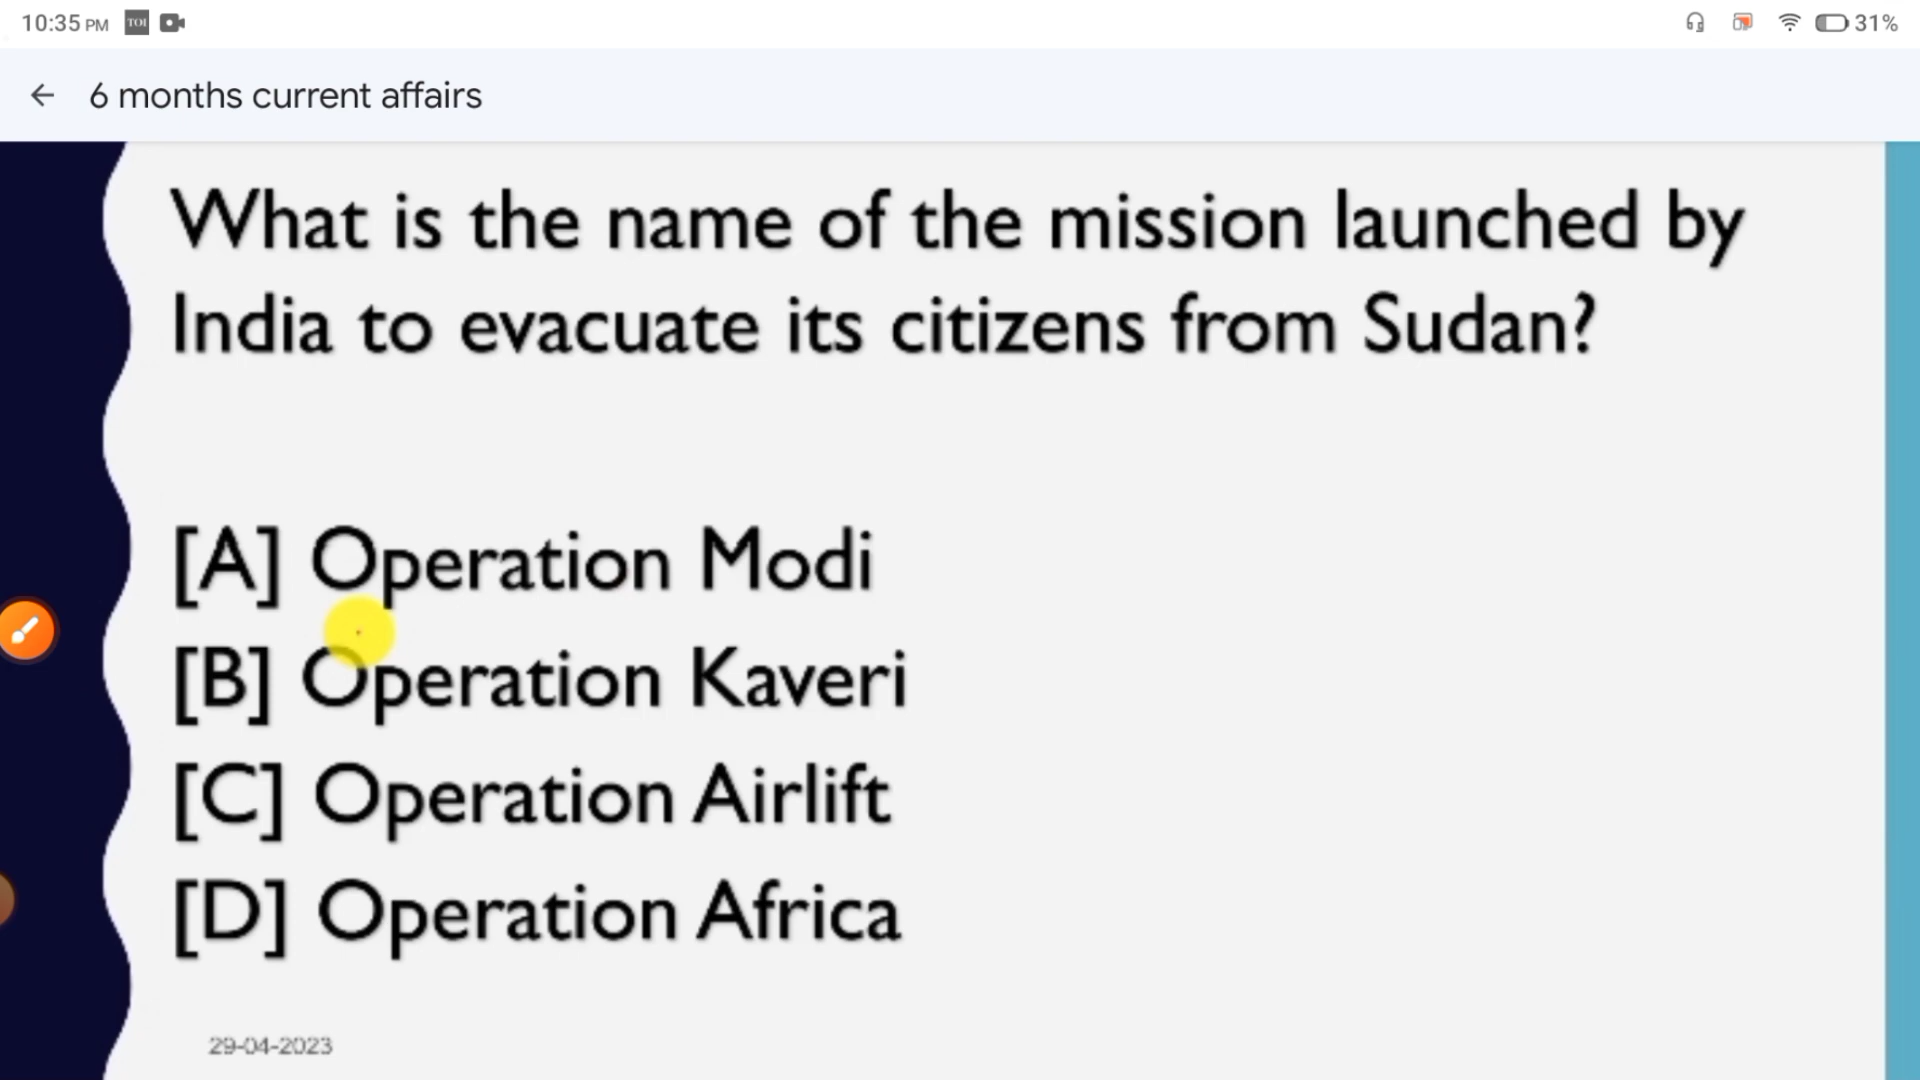 10:35 PM TOI 31%
6 months current affairs
What is the name of the mission launched by
India to evacuate its citizens from Sudan?
[A] Operation Modi
[B] Operation Kaveri
[C] Operation Airlift
[D] Operation Africa
29-04-2023